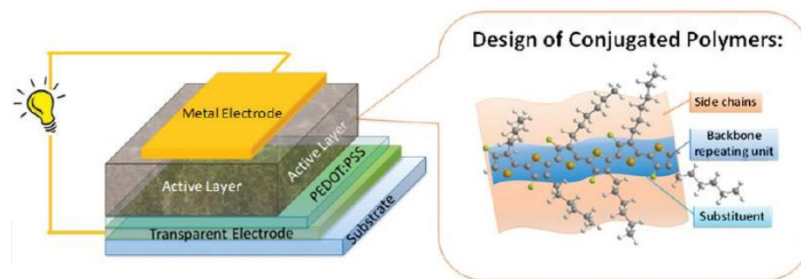 Design of Conjugated Polymers:
Metal Electrode
Active Layer
Active Layer
PEDOT:PSS
Transparent Electrode
Substrate
Side chains
Backbone
repeating unit
Substituent